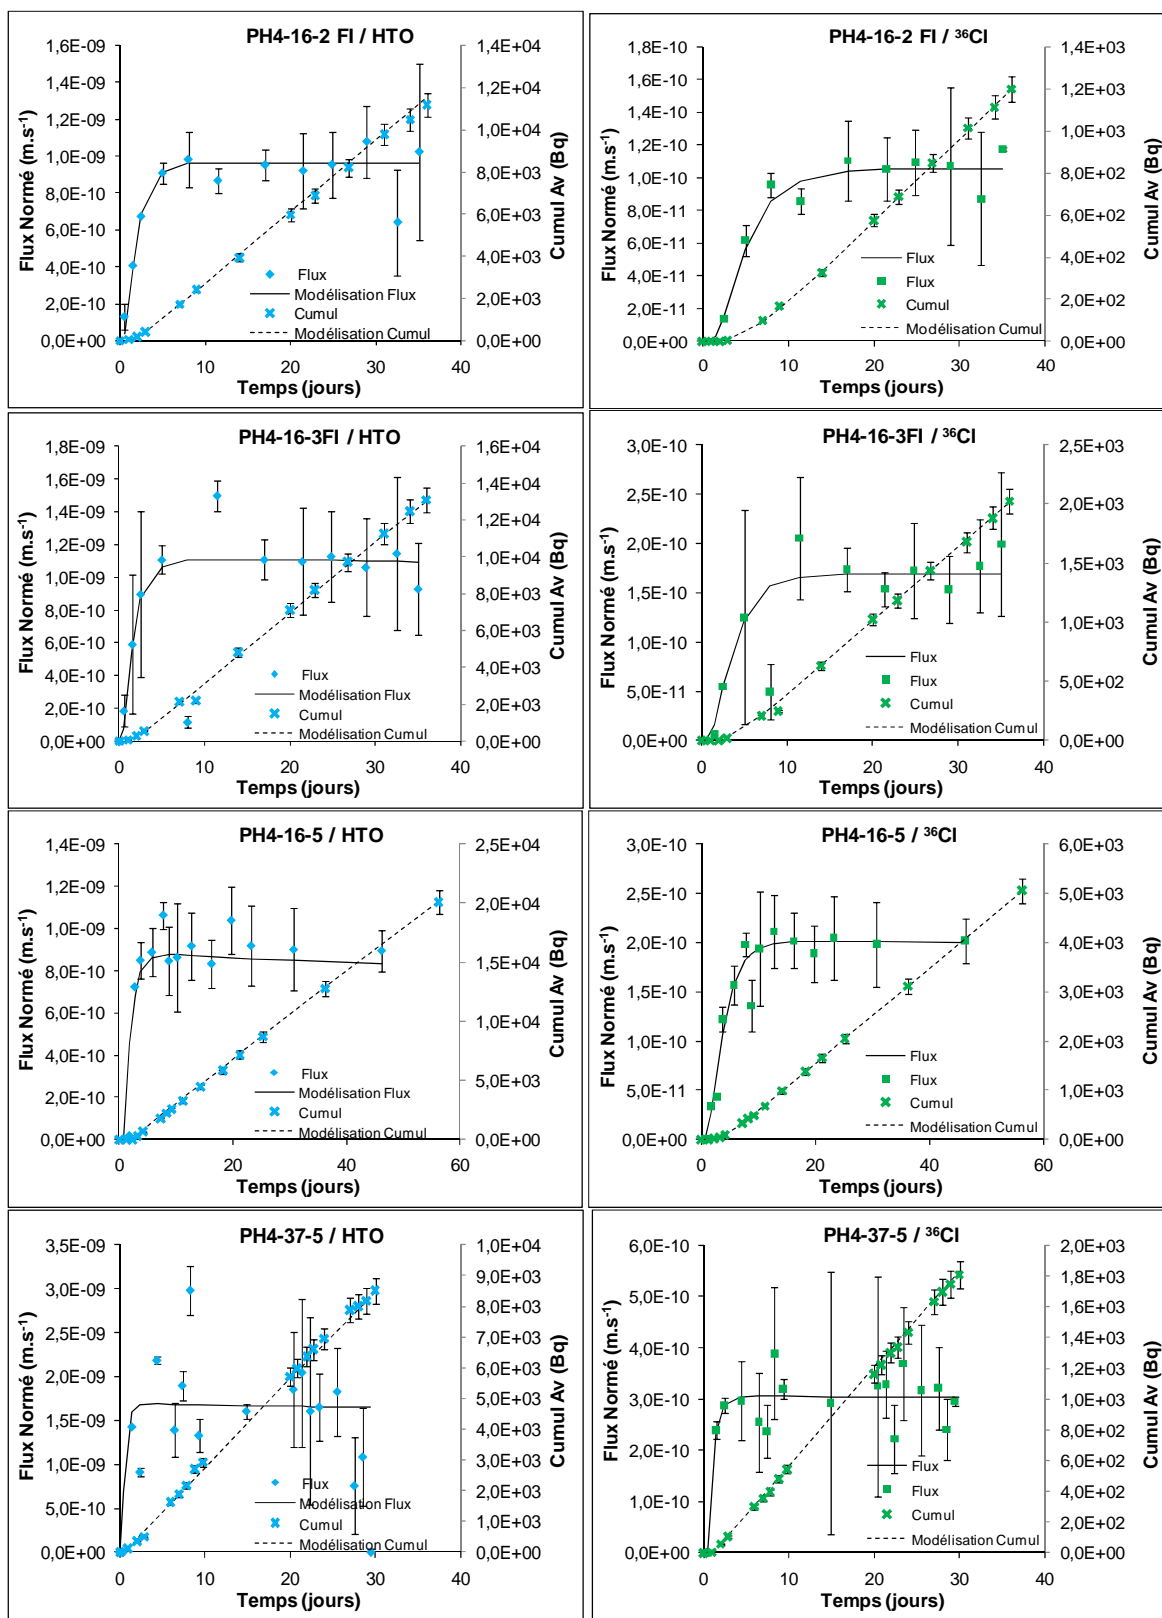 PH4-16-2 FI / HTO
1,6E-09
1,4E-09
1,2E-09
1,0E-09
8,0E-10
6,0E-10
4,0E-10
2,0E-10
0,0E+00
Flux Normé (m.s-1)
1,4E+04
1,2E+04
1,0E+04
8,0E+03
6,0E+03
4,0E+03
2,0E+03
0,0E+00
Cumul Av (Bq)
Flux
Modélisation Flux
Cumul
Modélisation Cumul
0 10 20 30 40
Temps (jours)
PH4-16-2 FI / 36Cl
1,8E-10
1,6E-10
1,4E-10
1,2E-10
1,0E-10
8,0E-11
6,0E-11
4,0E-11
2,0E-11
0,0E+00
Flux Normé (m.s-1)
1,4E+03
1,2E+03
1,0E+03
8,0E+02
6,0E+02
4,0E+02
2,0E+02
0,0E+00
Cumul Av (Bq)
Flux
Flux
Cumul
Modélisation Cumul
0 10 20 30 40
Temps (jours)
PH4-16-3FI / HTO
1,8E-09
1,6E-09
1,4E-09
1,2E-09
1,0E-09
8,0E-10
6,0E-10
4,0E-10
2,0E-10
0,0E+00
Flux Normé (m.s-1)
1,6E+04
1,4E+04
1,2E+04
1,0E+04
8,0E+03
6,0E+03
4,0E+03
2,0E+03
0,0E+00
Cumul Av (Bq)
Flux
Modélisation Flux
Cumul
Modélisation Cumul
0 10 20 30 40
Temps (jours)
PH4-16-3FI / 36Cl
3,0E-10
2,5E-10
2,0E-10
1,5E-10
1,0E-10
5,0E-11
0,0E+00
Flux Normé (m.s-1)
2,5E+03
2,0E+03
1,5E+03
1,0E+03
5,0E+02
0,0E+00
Cumul Av (Bq)
Flux
Flux
Cumul
Modélisation Cumul
0 10 20 30 40
Temps (jours)
PH4-16-5 / HTO
1,4E-09
1,2E-09
1,0E-09
8,0E-10
6,0E-10
4,0E-10
2,0E-10
0,0E+00
Flux Normé (m.s-1)
2,5E+04
2,0E+04
1,5E+04
1,0E+04
5,0E+03
0,0E+00
Cumul Av (Bq)
Flux
Modélisation Flux
Cumul
Modélisation Cumul
0 20 40 60
Temps (jours)
PH4-16-5 / 36Cl
3,0E-10
2,5E-10
2,0E-10
1,5E-10
1,0E-10
5,0E-11
0,0E+00
Flux Normé (m.s-1)
6,0E+03
5,0E+03
4,0E+03
3,0E+03
2,0E+03
1,0E+03
0,0E+00
Cumul Av (Bq)
Flux
Flux
Cumul
Modélisation Cumul
0 20 40 60
Temps (jours)
PH4-37-5 / HTO
3,5E-09
3,0E-09
2,5E-09
2,0E-09
1,5E-09
1,0E-09
5,0E-10
0,0E+00
Flux Normé (m.s-1)
1,0E+04
9,0E+03
8,0E+03
7,0E+03
6,0E+03
5,0E+03
4,0E+03
3,0E+03
2,0E+03
1,0E+03
0,0E+00
Cumul Av (Bq)
Flux
Modélisation Flux
Cumul
Modélisation Cumul
0 10 20 30 40
Temps (jours)
PH4-37-5 / 36Cl
6,0E-10
5,0E-10
4,0E-10
3,0E-10
2,0E-10
1,0E-10
0,0E+00
Flux Normé (m.s-1)
2,0E+03
1,8E+03
1,6E+03
1,4E+03
1,2E+03
1,0E+03
8,0E+02
6,0E+02
4,0E+02
2,0E+02
0,0E+00
Cumul Av (Bq)
Flux
Flux
Cumul
Modélisation Cumul
0 10 20 30 40
Temps (jours)